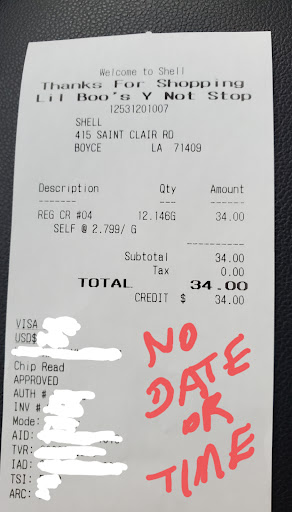 Welcome to Shell
Thanks For Shopping
Lil Boo's Y Not Stop
12531201007
SHELL
415 SAINT CLAIR RD
BOYCE LA 71409
Description Qty Amount
------- --- ------
REG CR #04 12.146G 34.00
SELF @ 2.799/ G
-----------
Subtotal 34.00
Tax 0.00
TOTAL 34.00
CREDIT $ 34.00
VISA
USD$
Chip Read
APPROVED
AUTH #
INV #
Mode:
AID:
TVR:
IAD:
TSI:
ARC:
NO
DATE
OR
TIME